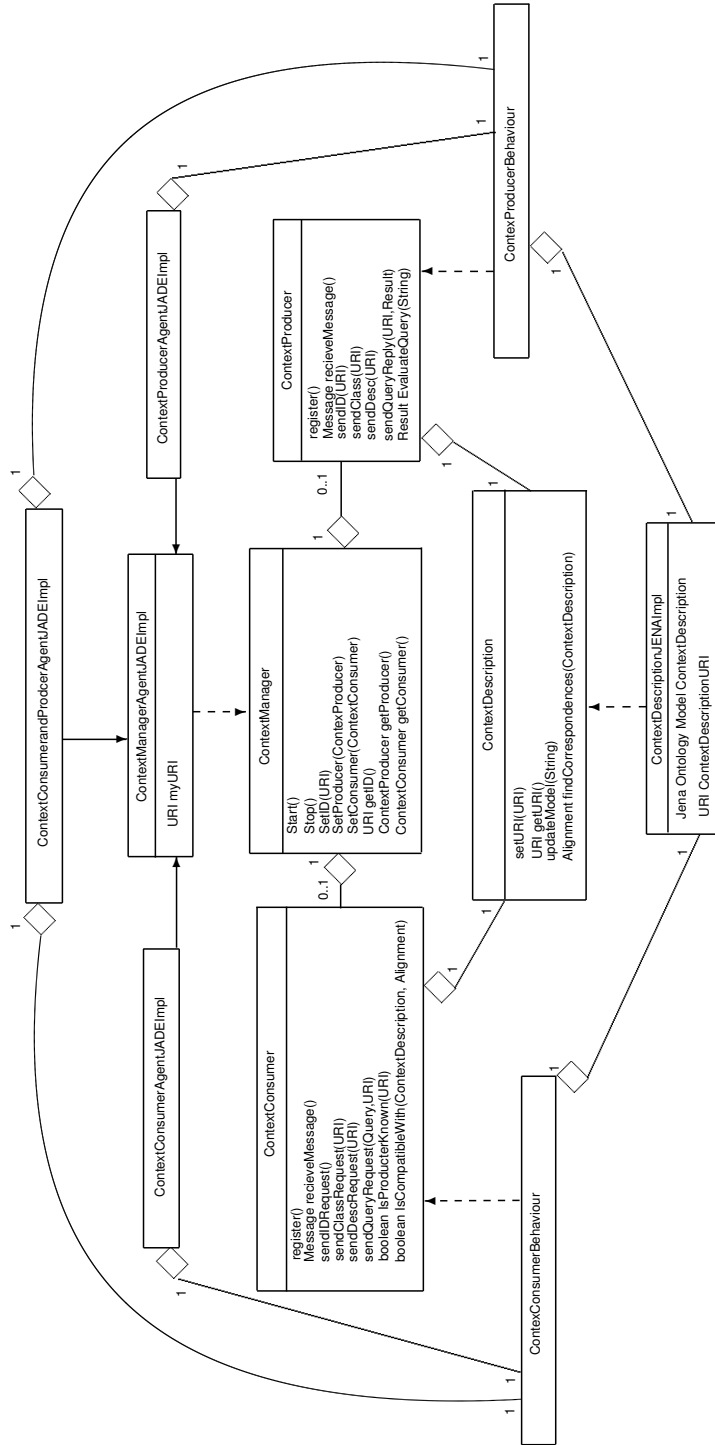 ContextConsumerandProdcerAgentJADEImpl
1
1
ContextConsumerAgentJADEImpl
1
ContextManagerAgentJADEImpl
URI myURI
ContextProducerAgentJADEImpl
1
ContextConsumer
register()
Message recieveMessage()
sendIDRequest()
sendClassRequest(URI)
sendDescRequest(URI)
sendQueryRequest(Query,URI)
boolean IsProducterKnown(URI)
boolean IsCompatibleWith(ContextDescription, Alignment)
0..1
1
ContextManager
Start()
Stop()
SetID(URI)
SetProducer(ContexProducer)
SetConsumer(ContextConsumer)
URI getID()
ContextProducer getProducer()
ContextConsumer getConsumer()
1
0..1
ContextProducer
register()
Message recieveMessage()
sendID(URI)
sendClass(URI)
sendDesc(URI)
sendQueryReply(URI,Result)
Result EvaluateQuery(String)
1
1
ContextDescription
setURI(URI)
URI getURI()
updateModel(String)
Alignment findCorrespondences(ContextDescription)
1
1
1
1
ContexConsumerBehaviour
1
1
1
ContexProducerBehaviour
1
1
ContextDescriptionJENAImpl
Jena Ontology Model ContextDescription
URI ContextDescriptionURI
1